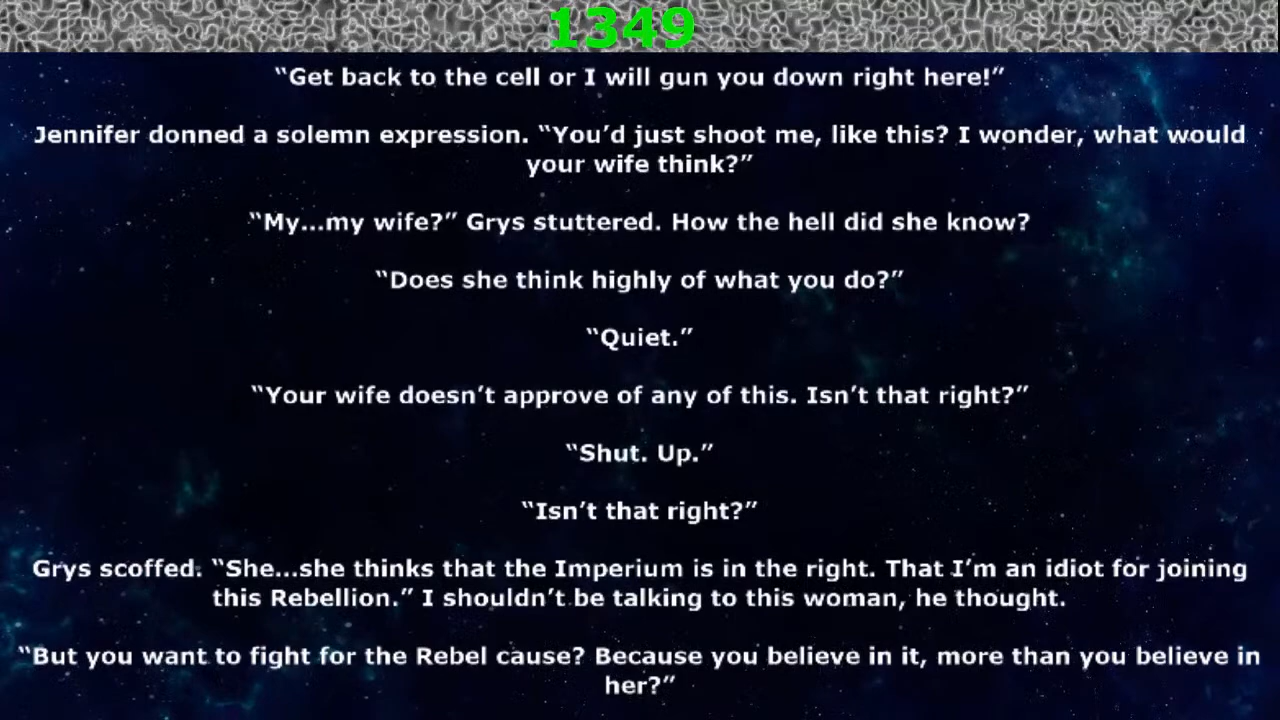 1349
“Get back to the cell or I will gun you down right here!”
Jennifer donned a solemn expression. “You’d just shoot me, like this? I wonder, what would
your wife think?”
“My...my wife?” Grys stuttered. How the hell did she know?
“Does she think highly of what you do?”
“Quiet.”
“Your wife doesn’t approve of any of this. Isn’t that right?”
“Shut. Up.”
“Isn’t that right?”
Grys scoffed. “She...she thinks that the Imperium is in the right. That I’m an idiot for joining
this Rebellion.” I shouldn’t be talking to this woman, he thought.
“But you want to fight for the Rebel cause? Because you believe in it, more than you believe in
her?”